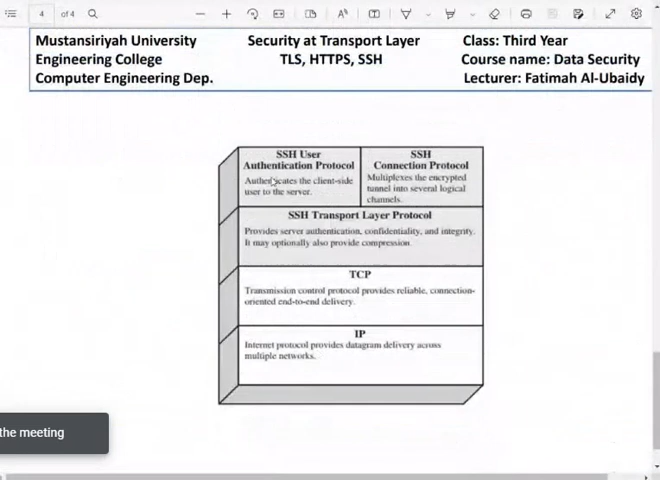 4 of 4
Mustansiriyah University
Engineering College
Computer Engineering Dep.
Security at Transport Layer
TLS, HTTPS, SSH
Class: Third Year
Course name: Data Security
Lecturer: Fatimah Al-Ubaidy
SSH User
Authentication Protocol
Authenticates the client-side
user to the server.
SSH
Connection Protocol
Multiplexes the encrypted
tunnel into several logical
channels.
SSH Transport Layer Protocol
Provides server authentication, confidentiality, and integrity.
It may optionally also provide compression.
TCP
Transmission control protocol provides reliable, connection-
oriented end-to-end delivery.
IP
Internet protocol provides datagram delivery across
multiple networks.
the meeting